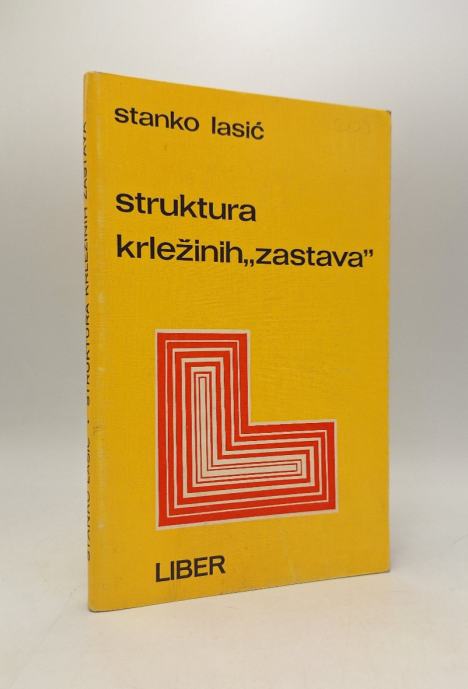 stanko lasić
struktura
krležinih„zastava”
LIBER
STANKO LASIĆ • STRUKTURA KRLEŽINIH ZASTAVA